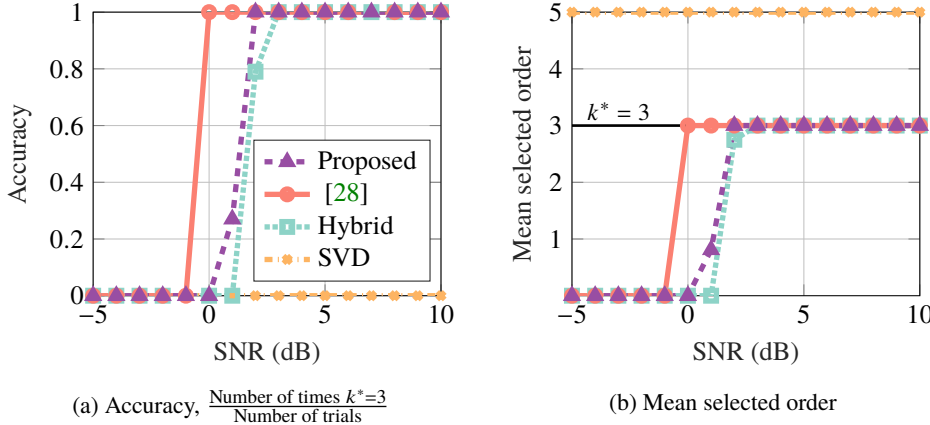 1
0.8
0.6
0.4
0.2
0
−5
0
5
10
Accuracy
SNR (dB)
Proposed
[28]
Hybrid
SVD
(a) Accuracy, Number of times k*=3 / Number of trials
5
4
3
2
1
−5
0
5
10
Mean selected order
k* = 3
SNR (dB)
(b) Mean selected order